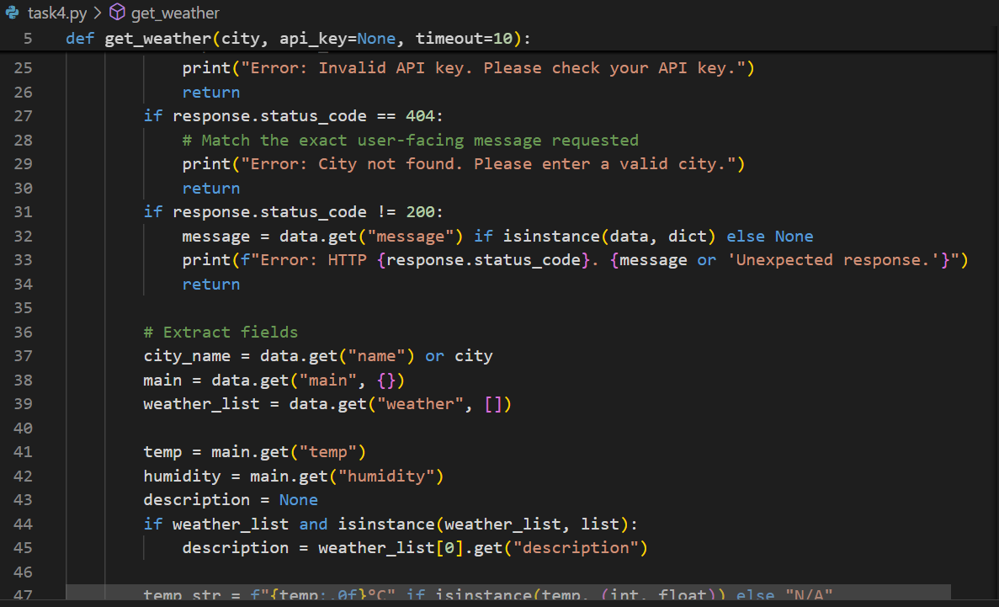 task4.py > get_weather
5 def get_weather(city, api_key=None, timeout=10):
25 print("Error: Invalid API key. Please check your API key.")
26 return
27 if response.status_code == 404:
28 # Match the exact user-facing message requested
29 print("Error: City not found. Please enter a valid city.")
30 return
31 if response.status_code != 200:
32 message = data.get("message") if isinstance(data, dict) else None
33 print(f"Error: HTTP {response.status_code}. {message or 'Unexpected response.'}")
34 return
35
36 # Extract fields
37 city_name = data.get("name") or city
38 main = data.get("main", {})
39 weather_list = data.get("weather", [])
40
41 temp = main.get("temp")
42 humidity = main.get("humidity")
43 description = None
44 if weather_list and isinstance(weather_list, list):
45 description = weather_list[0].get("description")
46
47 temp_str = f"{temp:.0f}°C" if isinstance(temp, (int, float)) else "N/A"